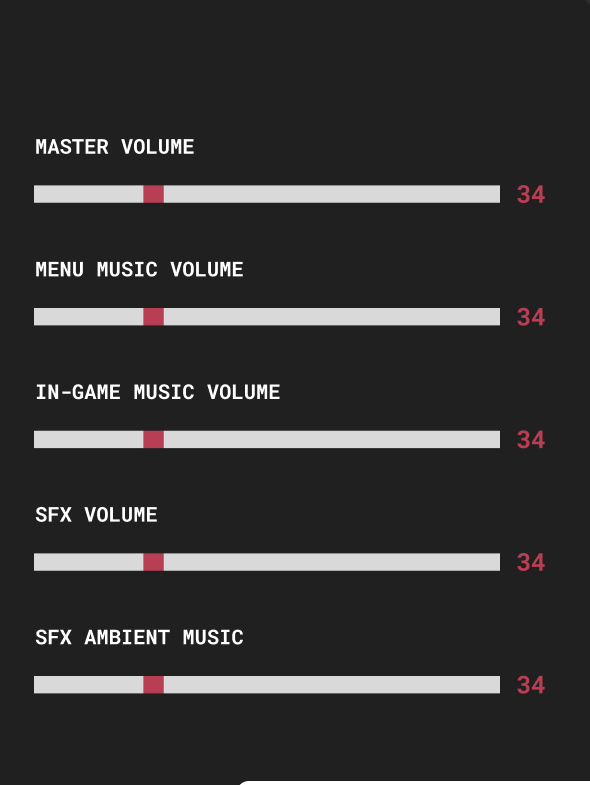 MASTER VOLUME
34
MENU MUSIC VOLUME
34
IN-GAME MUSIC VOLUME
34
SFX VOLUME
34
SFX AMBIENT MUSIC
34